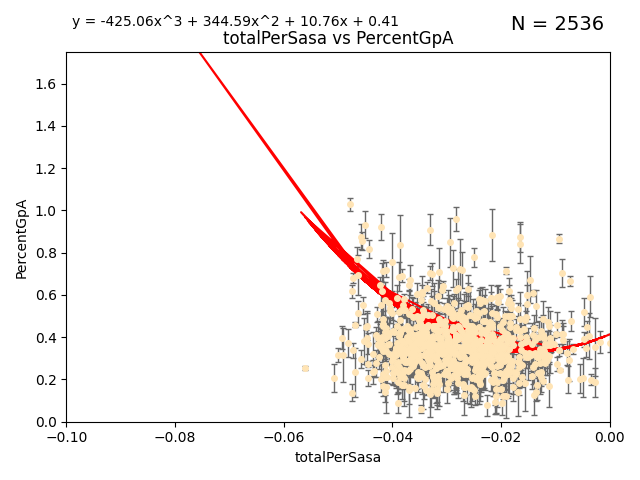 y = -425.06x^3 + 344.59x^2 + 10.76x + 0.41
N = 2536
totalPerSasa vs PercentGpA
1.6
1.4
1.2
1.0
0.8
0.6
0.4
0.2
0.0
PercentGpA
−0.10 −0.08 −0.06 −0.04 −0.02 0.00
totalPerSasa